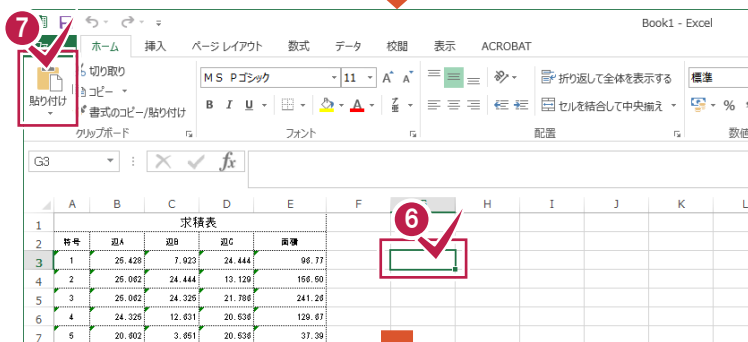 7
Book1 - Excel
ホーム 挿入 ページ レイアウト 数式 データ 校閲 表示 ACROBAT
貼り付け
切り取り
コピー
書式のコピー/貼り付け
クリップボード
ＭＳ Ｐゴシック 11 A A
B I U A
フォント
折り返して全体を表示する
セルを結合して中央揃え
配置
標準
% 
数値
G3 fx
A B C D E F H I J K L
6
1 求積表
2 符号 辺A 辺B 辺C 面積
3 1 25.428 7.923 24.444 96.77
4 2 25.062 24.444 13.129 156.50
5 3 25.062 24.325 21.786 241.26
6 4 24.325 12.631 20.536 129.67
7 5 20.602 3.651 20.536 37.39